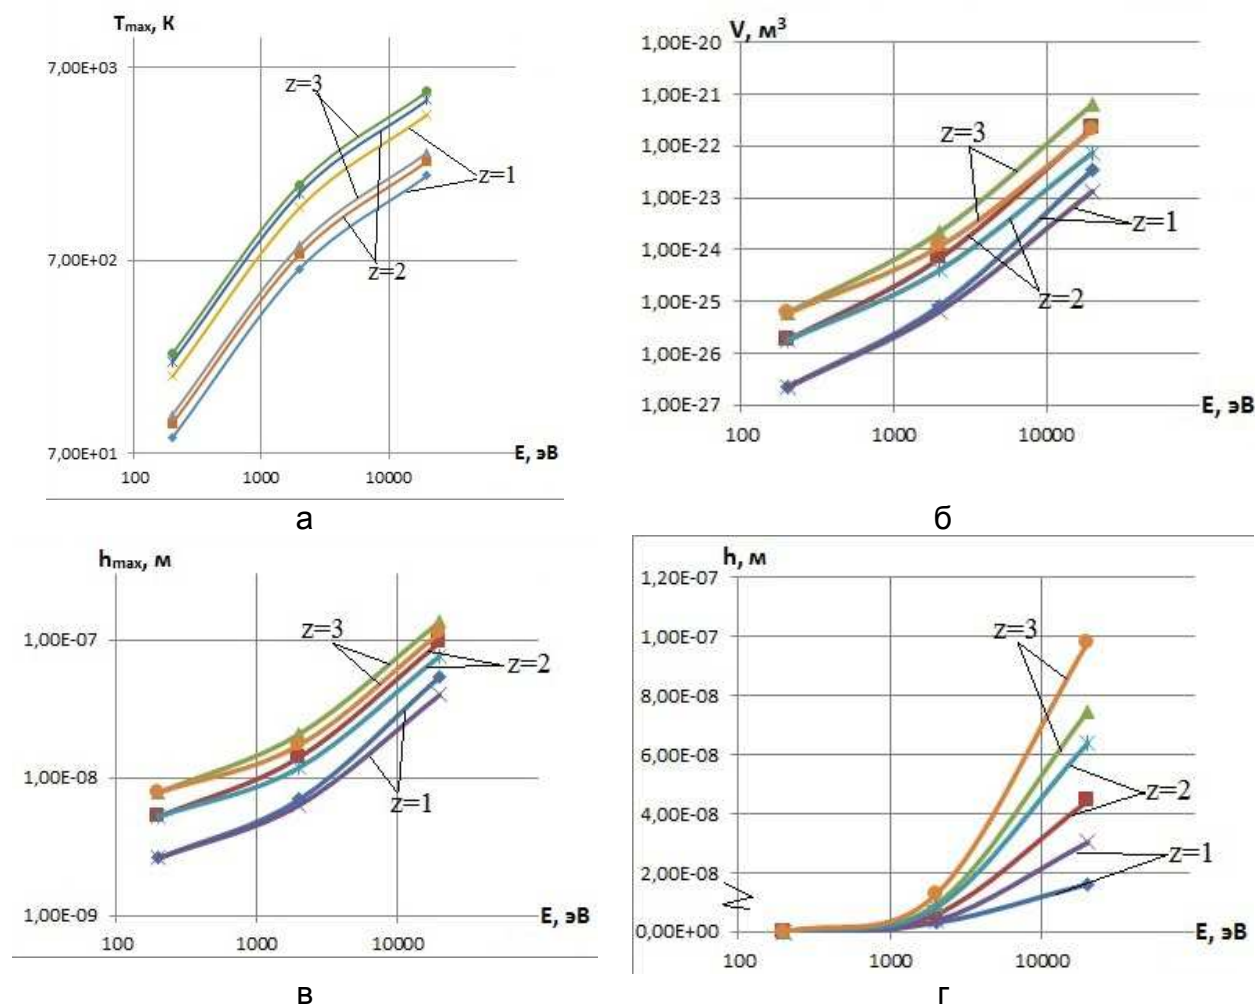 T_max, К
7,00E+03
z=3
z=1
7,00E+02
z=2
7,00E+01
E, эВ
100 1000 10000
а
V, м³
1,00E-20
1,00E-21
1,00E-22
z=3
1,00E-23
z=1
1,00E-24
z=2
1,00E-25
1,00E-26
1,00E-27
E, эВ
100 1000 10000
б
h_max, м
1,00E-07
z=3
z=2
1,00E-08
z=1
1,00E-09
E, эВ
100 1000 10000
в
h, м
1,20E-07
1,00E-07
z=3
8,00E-08
6,00E-08
z=2
4,00E-08
z=1
2,00E-08
0,00E+00
E, эВ
100 1000 10000
г